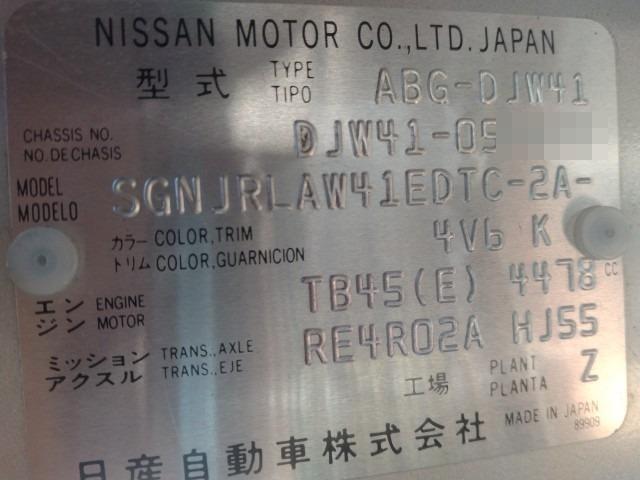 NISSAN MOTOR CO.,LTD. JAPAN
型式 TYPE TIPO ABG-DJW41
CHASSIS NO. NO. DE CHASIS DJW41-05
MODEL MODELO SGNJRLAW41EDTC-2A-
カラー COLOR, TRIM トリム COLOR, GUARNICION 4V6 K
エンジン ENGINE MOTOR TB45(E) 4478 CC
ミッション アクスル TRANS., AXLE TRANS., EJE RE4R02A HJ55
工場 PLANT PLANTA Z
MADE IN JAPAN
89909
日産自動車株式会社